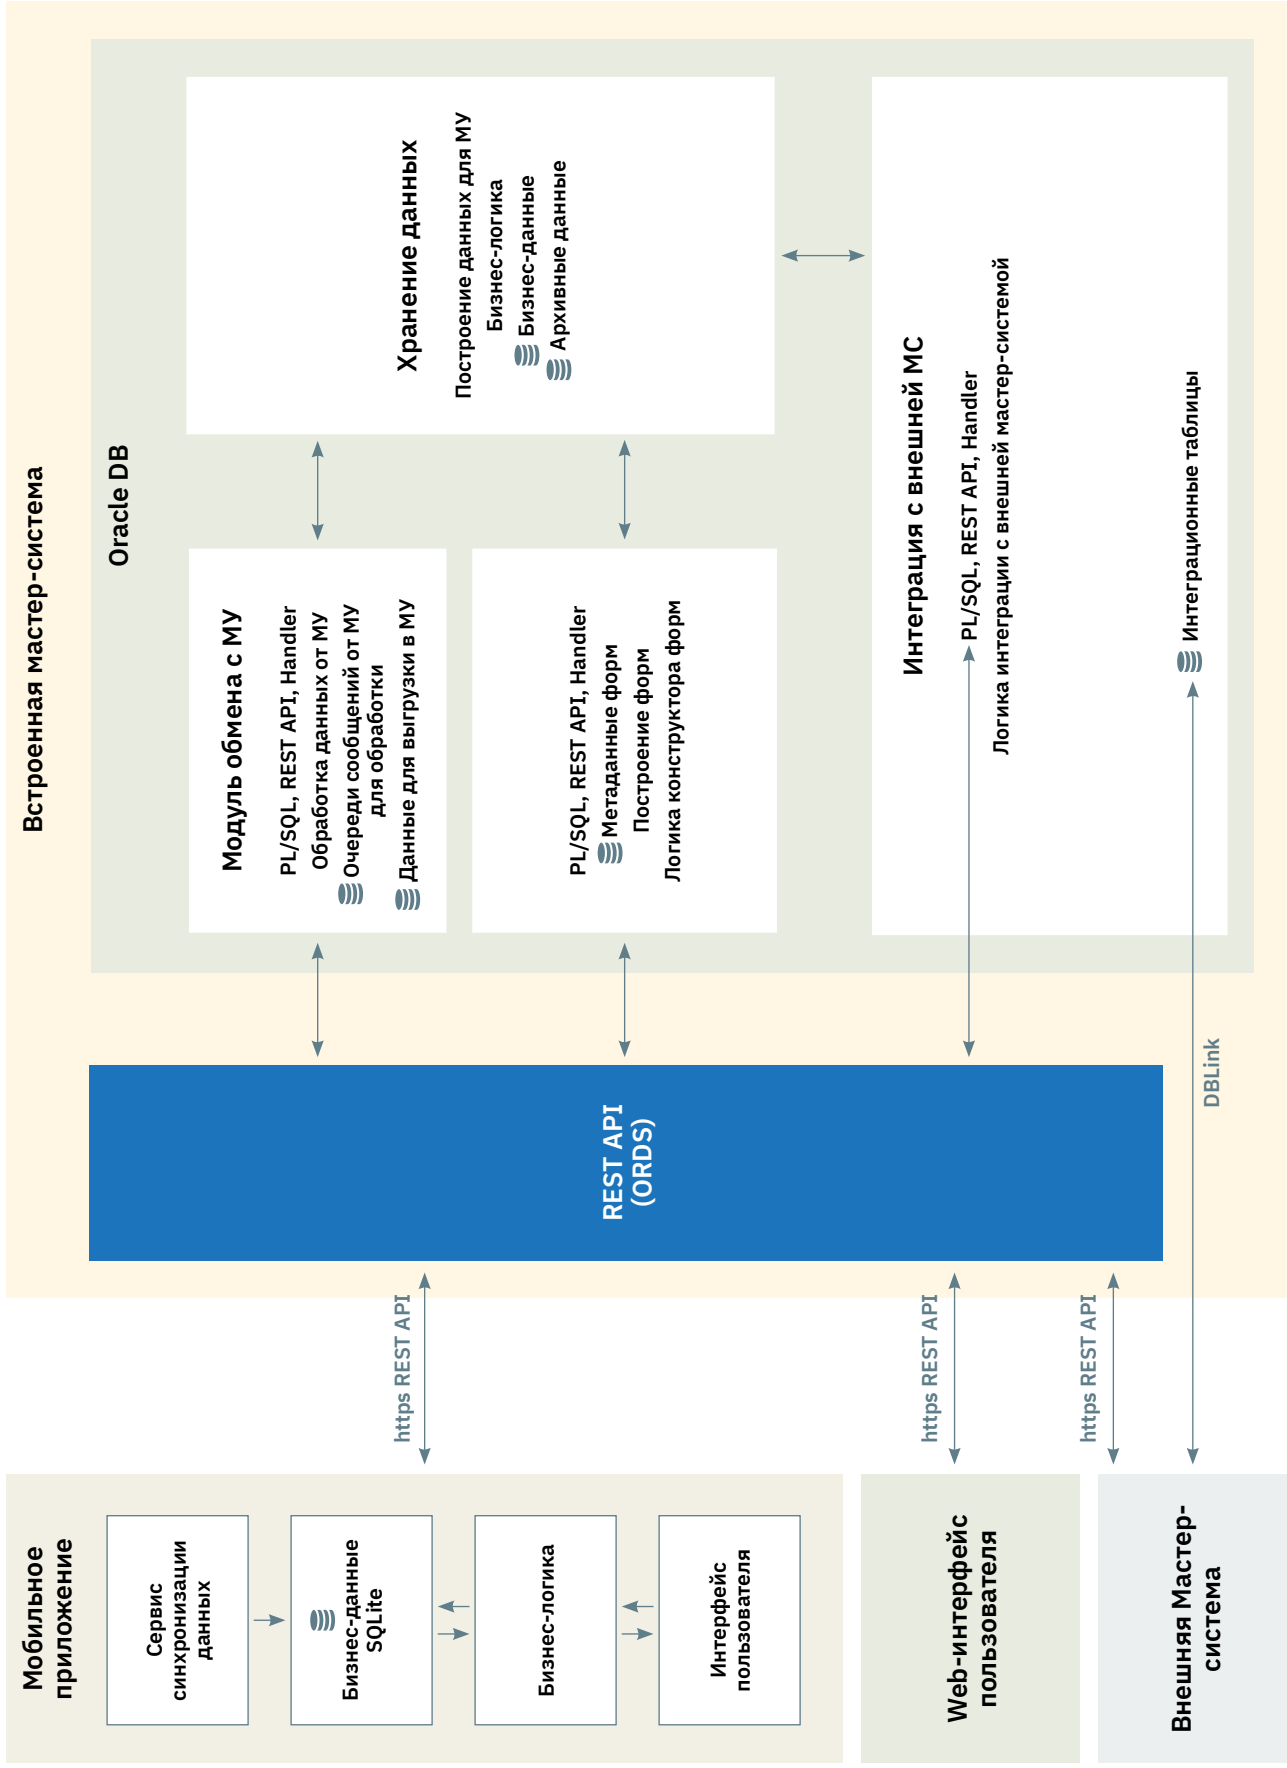 Мобильное
приложение
Сервис
синхронизации
данных
Бизнес-данные
SQLite
Бизнес-логика
Интерфейс
пользователя
Web-интерфейс
пользователя
Внешняя Мастер-
система
https REST API
https REST API
https REST API
DBLink
Встроенная мастер-система
REST API
(ORDS)
Oracle DB
Модуль обмена с МУ
PL/SQL, REST API, Handler
Обработка данных от МУ
Очереди сообщений от МУ
для обработки
Данные для выгрузки в МУ
PL/SQL, REST API, Handler
Метаданные форм
Построение форм
Логика конструктора форм
Хранение данных
Построение данных для МУ
Бизнес-логика
Бизнес-данные
Архивные данные
Интеграция с внешней МС
PL/SQL, REST API, Handler
Логика интеграции с внешней мастер-системой
Интеграционные таблицы